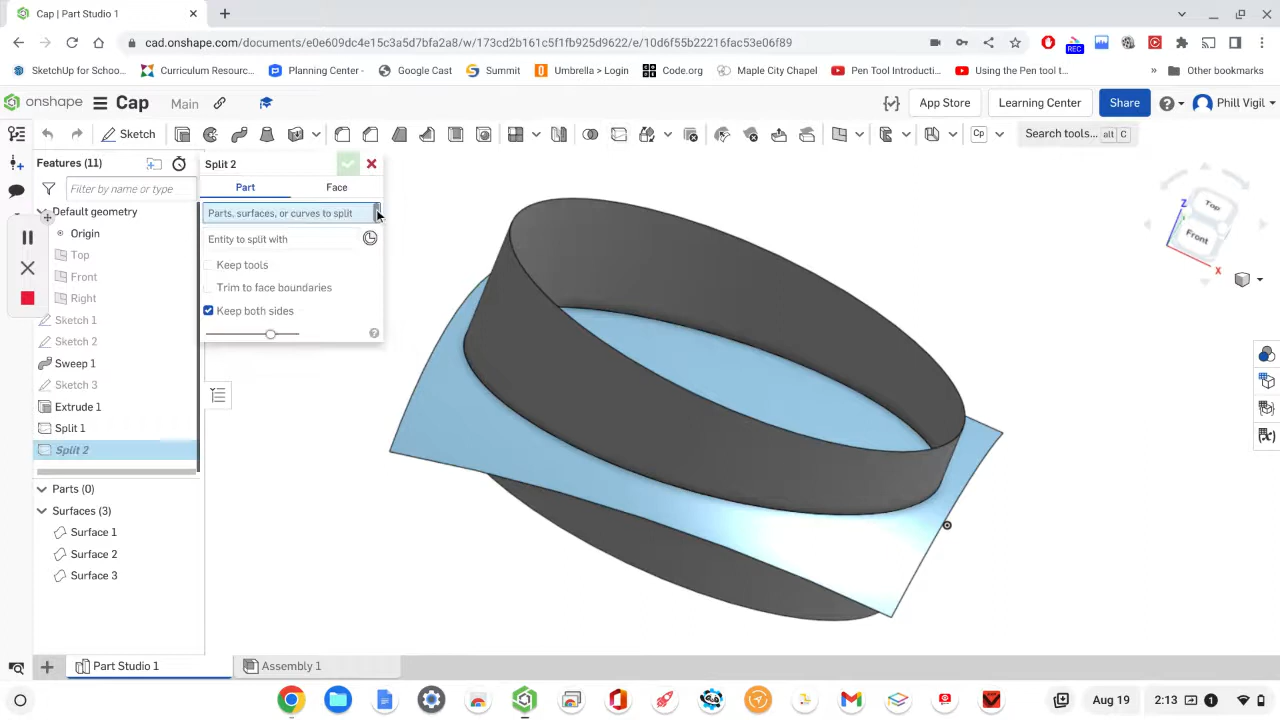 Cap | Part Studio 1
cad.onshape.com/documents/e0e609dc4a5c3a5d7bfa2af/w/173cd2b161c5f1fb925d9622/e/10d6f55b22216fac53e06f89
REC
SketchUp for Schoo...
Curriculum Resourc...
Planning Center -
Google Cast
Summit
Umbrella > Login
Code.org
Maple City Chapel
Pen Tool Introducti...
Using the Pen tool t...
»
Other bookmarks
onshape
Cap
Main
App Store
Learning Center
Share
Phill Vigil
Sketch
Cp
Search tools...
alt C
Features (11)
Filter by name or type
Default geometry
Origin
Top
Front
Right
Sketch 1
Sketch 2
Sweep 1
Sketch 3
Extrude 1
Split 1
Split 2
Parts (0)
Surfaces (3)
Surface 1
Surface 2
Surface 3
Split 2
Part
Face
Parts, surfaces, or curves to split
Entity to split with
Keep tools
Trim to face boundaries
Keep both sides
Z
Top
Front
X
Part Studio 1
Assembly 1
Aug 19
2:13
1